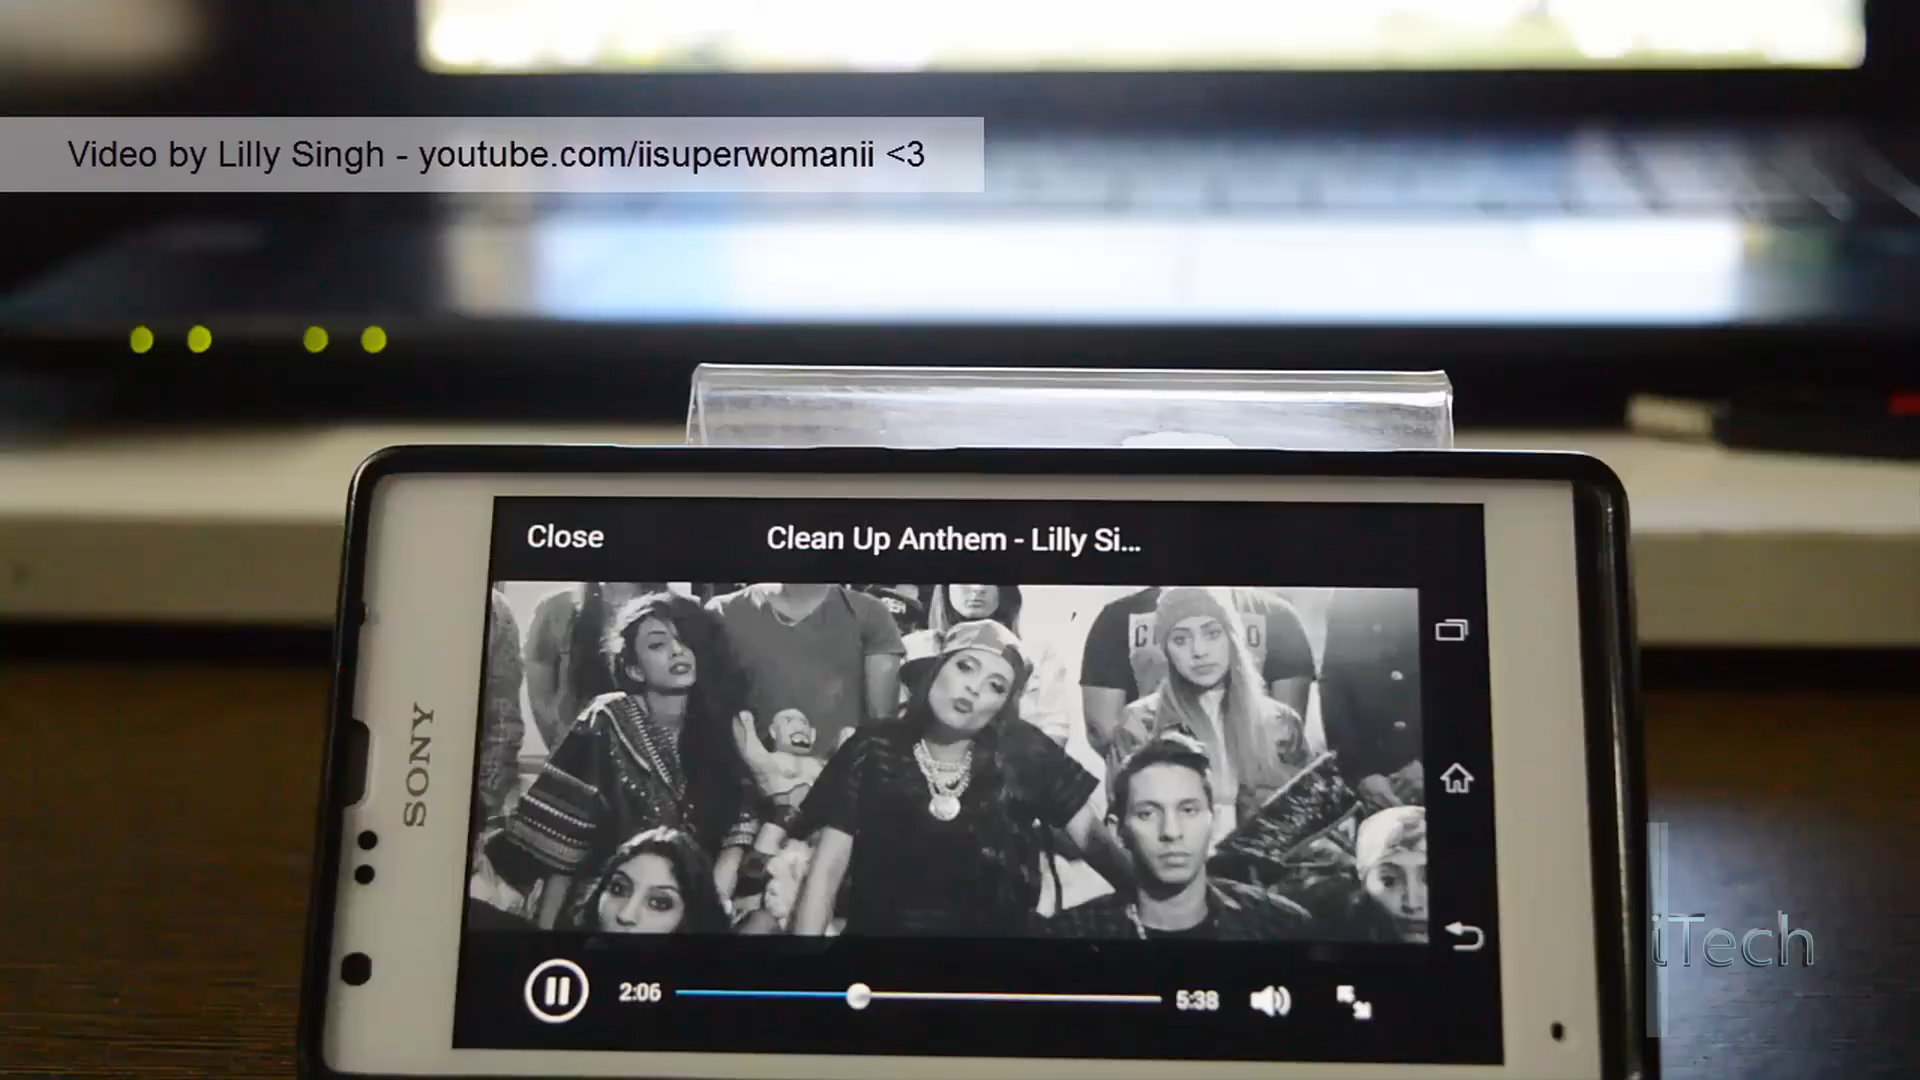 Video by Lilly Singh - youtube.com/iisuperwomanii <3
Close
Clean Up Anthem - Lilly Si...
SONY
2:06
5:38
iTech